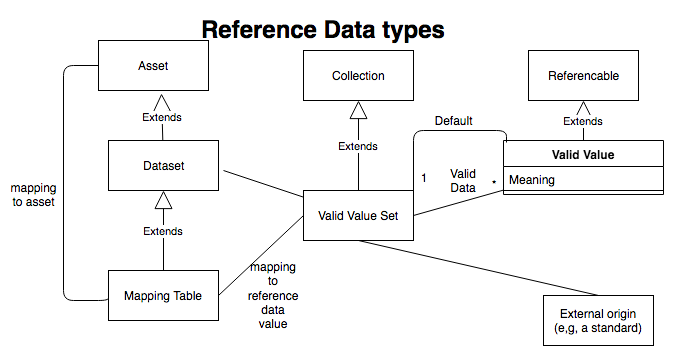 Reference Data types
Asset
Collection
Referencable
Extends
Extends
Extends
Default
Dataset
Valid Value
Meaning
1
Valid
Data
*
mapping
to asset
Valid Value Set
Extends
mapping
to
reference
data
value
Mapping Table
External origin
(e,g, a standard)